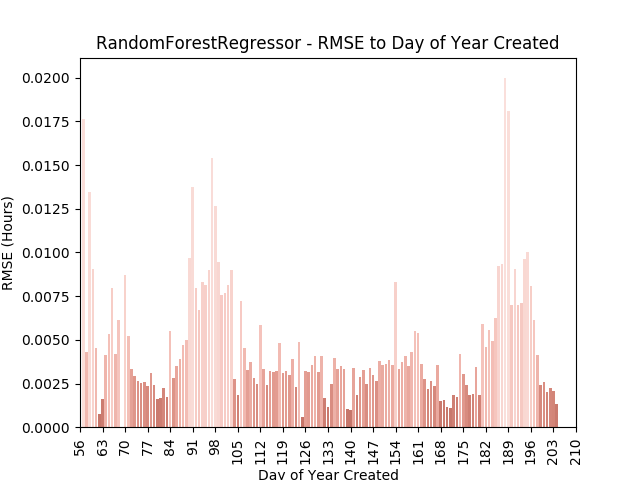 RandomForestRegressor - RMSE to Day of Year Created
RMSE (Hours)
0.0200
0.0175
0.0150
0.0125
0.0100
0.0075
0.0050
0.0025
0.0000
56 63 70 77 84 91 98 105 112 119 126 133 140 147 154 161 168 175 182 189 196 203 210
Day of Year Created